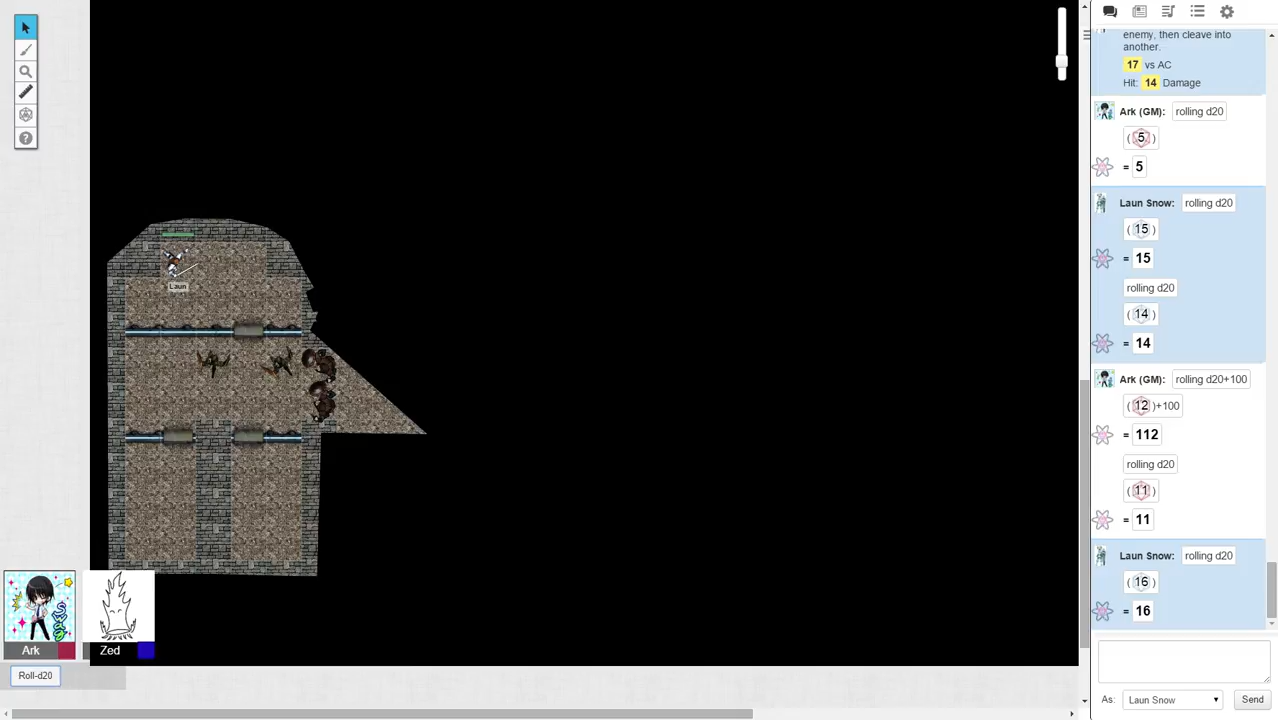 enemy, then cleave into
another.
17 vs AC
Hit: 14 Damage
Ark (GM): rolling d20
(5)
= 5
Laun Snow: rolling d20
(15)
= 15
rolling d20
(14)
= 14
Ark (GM): rolling d20+100
(12)+100
= 112
rolling d20
(11)
= 11
Laun Snow: rolling d20
(16)
= 16
Laun
Ark
Zed
Roll-d20
As: Laun Snow
Send